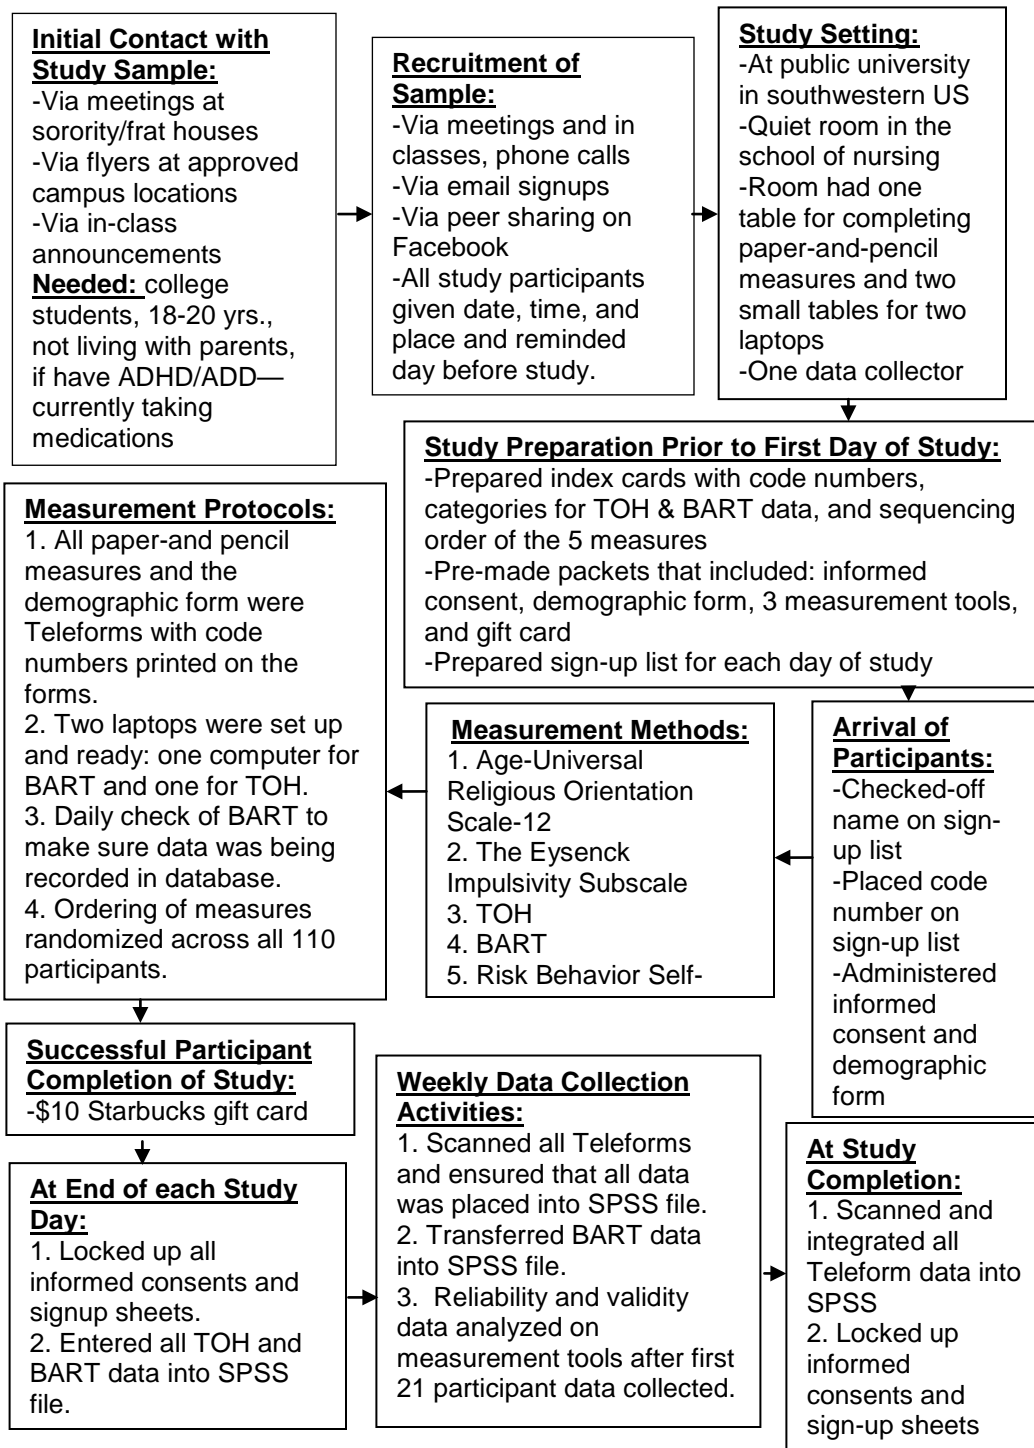 Initial Contact with
Study Sample:
-Via meetings at
sorority/frat houses
-Via flyers at approved
campus locations
-Via in-class
announcements
Needed: college
students, 18-20 yrs.,
not living with parents,
if have ADHD/ADD—
currently taking
medications
Recruitment of
Sample:
-Via meetings and in
classes, phone calls
-Via email signups
-Via peer sharing on
Facebook
-All study participants
given date, time, and
place and reminded
day before study.
Study Setting:
-At public university
in southwestern US
-Quiet room in the
school of nursing
-Room had one
table for completing
paper-and-pencil
measures and two
small tables for two
laptops
-One data collector
Study Preparation Prior to First Day of Study:
-Prepared index cards with code numbers,
categories for TOH & BART data, and sequencing
order of the 5 measures
-Pre-made packets that included: informed
consent, demographic form, 3 measurement tools,
and gift card
-Prepared sign-up list for each day of study
Arrival of
Participants:
-Checked-off
name on sign-
up list
-Placed code
number on
sign-up list
-Administered
informed
consent and
demographic
form
Measurement Methods:
1. Age-Universal
Religious Orientation
Scale-12
2. The Eysenck
Impulsivity Subscale
3. TOH
4. BART
5. Risk Behavior Self-
Measurement Protocols:
1. All paper-and pencil
measures and the
demographic form were
Teleforms with code
numbers printed on the
forms.
2. Two laptops were set up
and ready: one computer for
BART and one for TOH.
3. Daily check of BART to
make sure data was being
recorded in database.
4. Ordering of measures
randomized across all 110
participants.
Successful Participant
Completion of Study:
-$10 Starbucks gift card
At End of each Study
Day:
1. Locked up all
informed consents and
signup sheets.
2. Entered all TOH and
BART data into SPSS
file.
Weekly Data Collection
Activities:
1. Scanned all Teleforms
and ensured that all data
was placed into SPSS file.
2. Transferred BART data
into SPSS file.
3. Reliability and validity
data analyzed on
measurement tools after first
21 participant data collected.
At Study
Completion:
1. Scanned and
integrated all
Teleform data into
SPSS
2. Locked up
informed
consents and
sign-up sheets